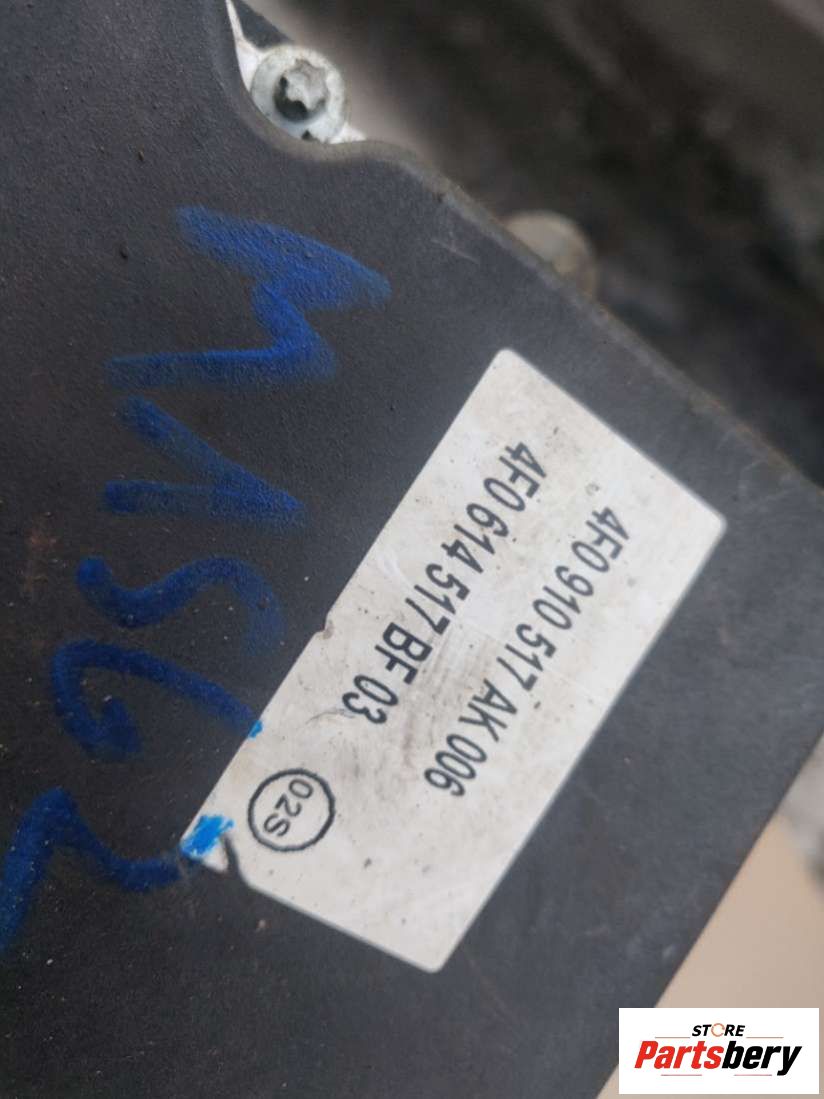 4F0 910 517 AK 006
4F0 614 517 BF 03
02S
STORE
Partsbery